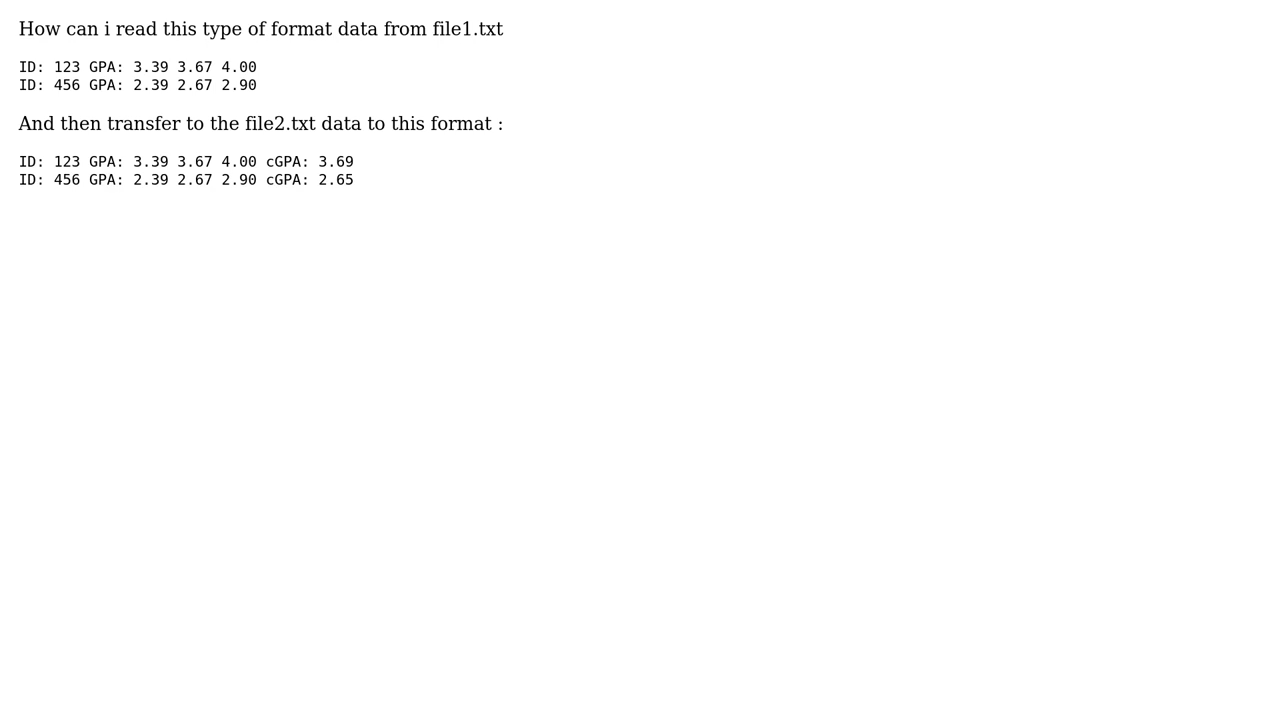 How can i read this type of format data from file1.txt
ID: 123 GPA: 3.39 3.67 4.00
ID: 456 GPA: 2.39 2.67 2.90
And then transfer to the file2.txt data to this format :
ID: 123 GPA: 3.39 3.67 4.00 cGPA: 3.69
ID: 456 GPA: 2.39 2.67 2.90 cGPA: 2.65